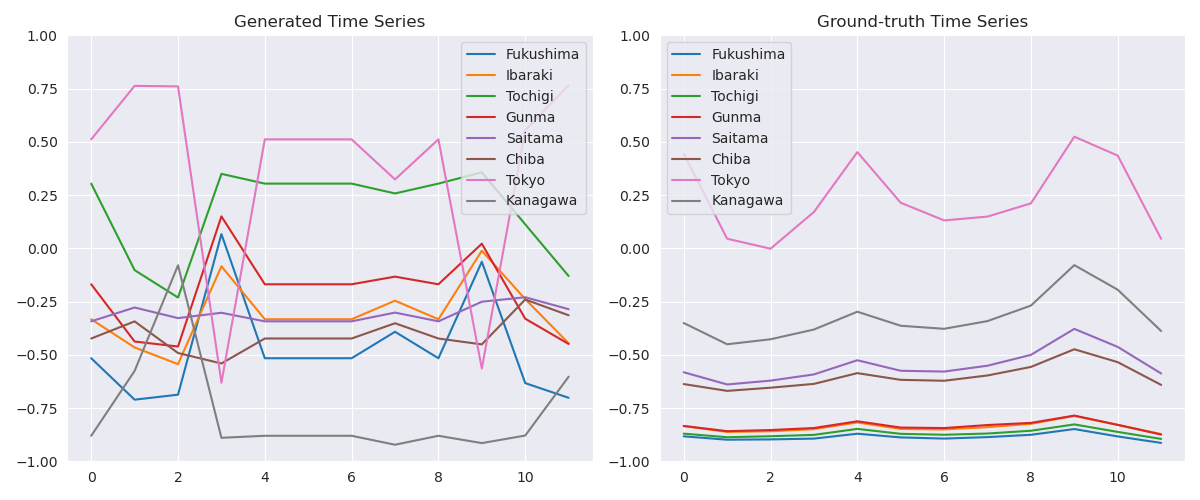 Generated Time Series
1.00
0.75
0.50
0.25
0.00
−0.25
−0.50
−0.75
−1.00
0 2 4 6 8 10
Fukushima
Ibaraki
Tochigi
Gunma
Saitama
Chiba
Tokyo
Kanagawa
Ground-truth Time Series
1.00
0.75
0.50
0.25
0.00
−0.25
−0.50
−0.75
−1.00
0 2 4 6 8 10
Fukushima
Ibaraki
Tochigi
Gunma
Saitama
Chiba
Tokyo
Kanagawa